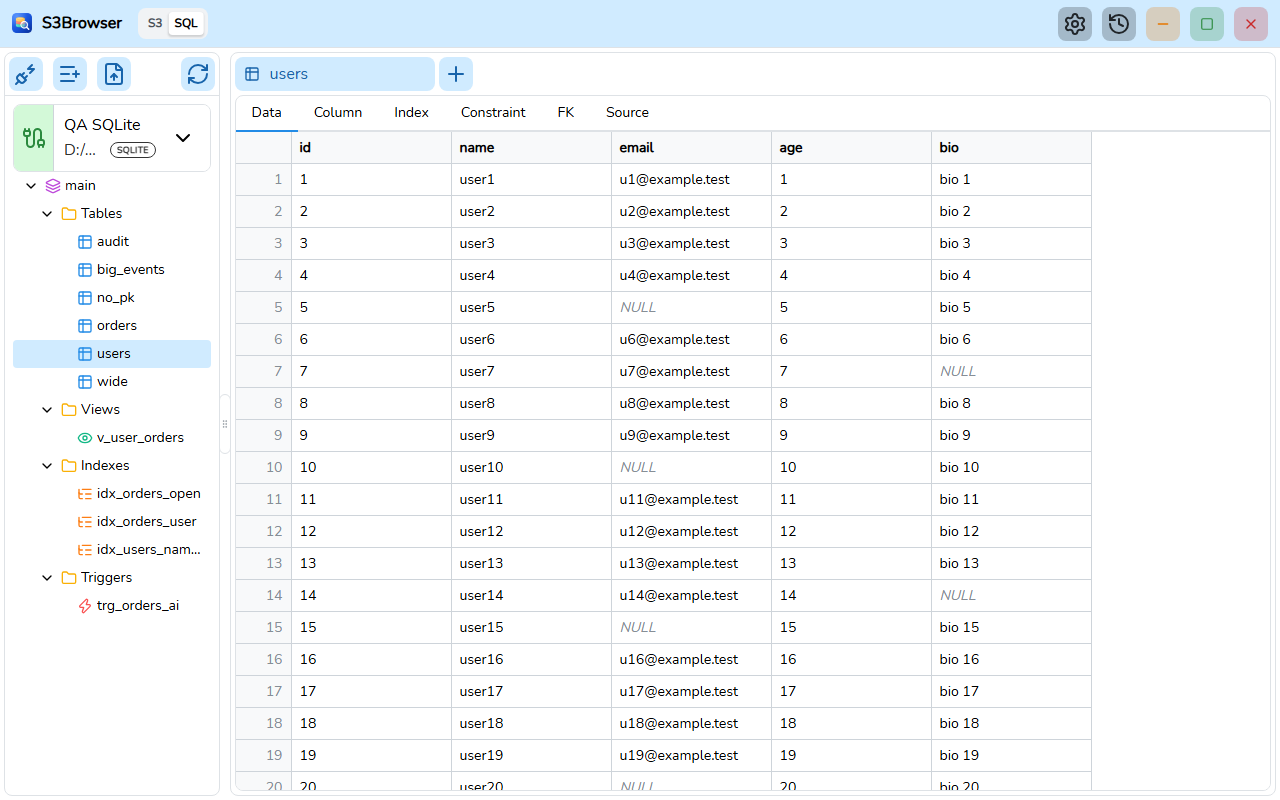 S3Browser S3 SQL
users
QA SQLite
D:/... SQLITE
main
Tables
audit
big_events
no_pk
orders
users
wide
Views
v_user_orders
Indexes
idx_orders_open
idx_orders_user
idx_users_nam...
Triggers
trg_orders_ai
Data Column Index Constraint FK Source
id name email age bio
1 1 user1 u1@example.test 1 bio 1
2 2 user2 u2@example.test 2 bio 2
3 3 user3 u3@example.test 3 bio 3
4 4 user4 u4@example.test 4 bio 4
5 5 user5 NULL 5 bio 5
6 6 user6 u6@example.test 6 bio 6
7 7 user7 u7@example.test 7 NULL
8 8 user8 u8@example.test 8 bio 8
9 9 user9 u9@example.test 9 bio 9
10 10 user10 NULL 10 bio 10
11 11 user11 u11@example.test 11 bio 11
12 12 user12 u12@example.test 12 bio 12
13 13 user13 u13@example.test 13 bio 13
14 14 user14 u14@example.test 14 NULL
15 15 user15 NULL 15 bio 15
16 16 user16 u16@example.test 16 bio 16
17 17 user17 u17@example.test 17 bio 17
18 18 user18 u18@example.test 18 bio 18
19 19 user19 u19@example.test 19 bio 19
20 20 user20 NULL 20 bio 20